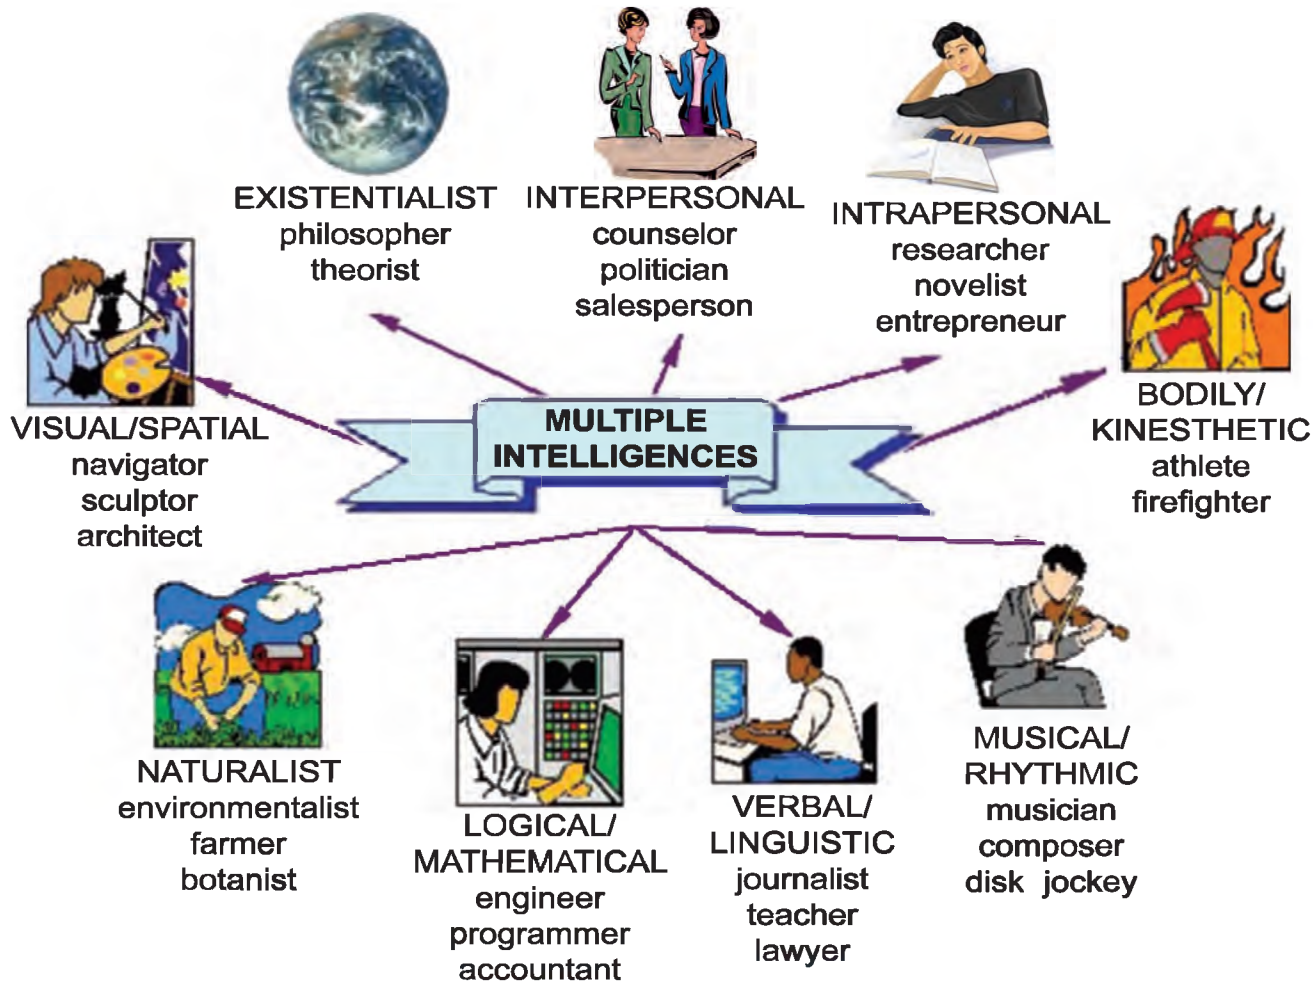 EXISTENTIALIST
philosopher
theorist
INTERPERSONAL
counselor
politician
salesperson
INTRAPERSONAL
researcher
novelist
entrepreneur
VISUAL/SPATIAL
navigator
sculptor
architect
MULTIPLE
INTELLIGENCES
BODILY/
KINESTHETIC
athlete
firefighter
NATURALIST
environmentalist
farmer
botanist
LOGICAL/
MATHEMATICAL
engineer
programmer
accountant
VERBAL/
LINGUISTIC
journalist
teacher
lawyer
MUSICAL/
RHYTHMIC
musician
composer
disk jockey